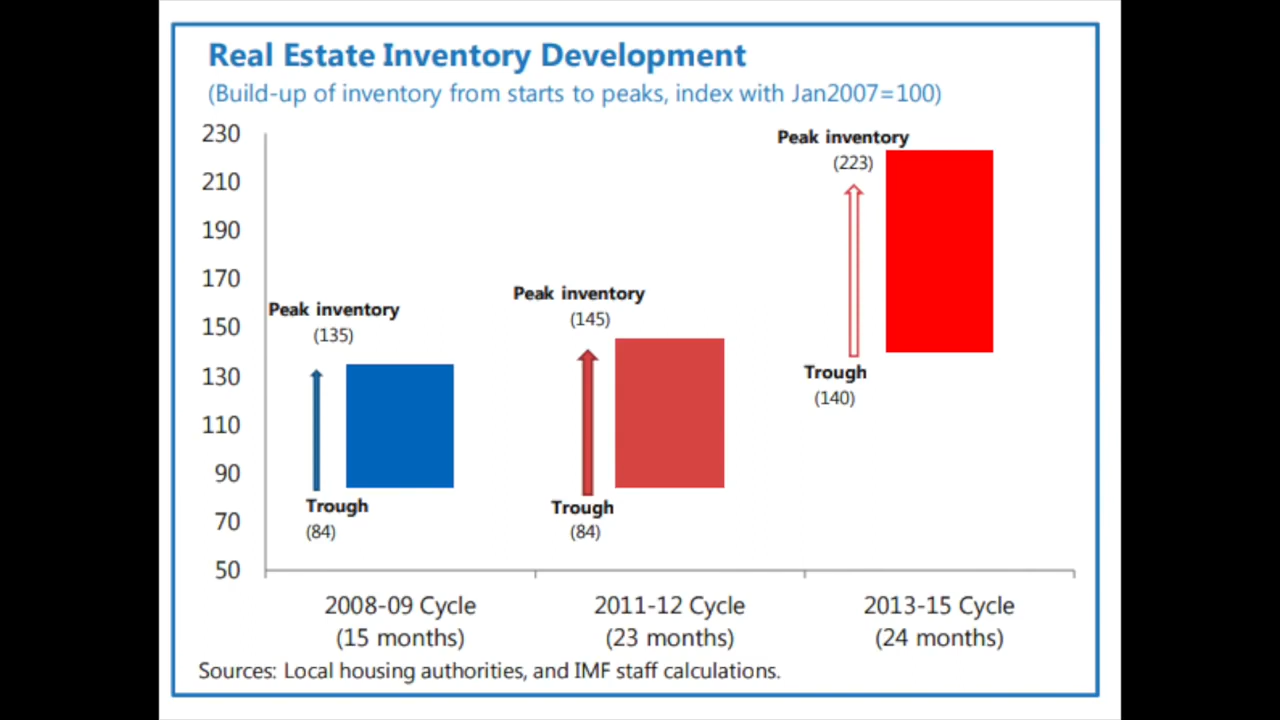 Real Estate Inventory Development
(Build-up of inventory from starts to peaks, index with Jan2007=100)
230
210
190
170
150
130
110
90
70
50
Peak inventory
(135)
Trough
(84)
Peak inventory
(145)
Trough
(84)
Peak inventory
(223)
Trough
(140)
2008-09 Cycle
(15 months)
2011-12 Cycle
(23 months)
2013-15 Cycle
(24 months)
Sources: Local housing authorities, and IMF staff calculations.